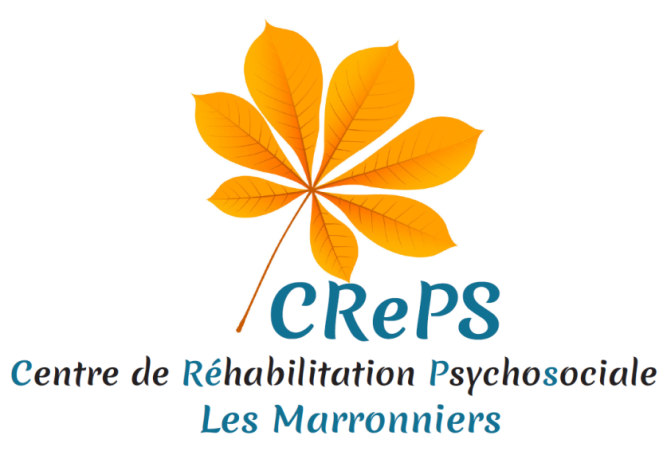 CRePS
Centre de Réhabilitation Psychosociale
Les Marronniers